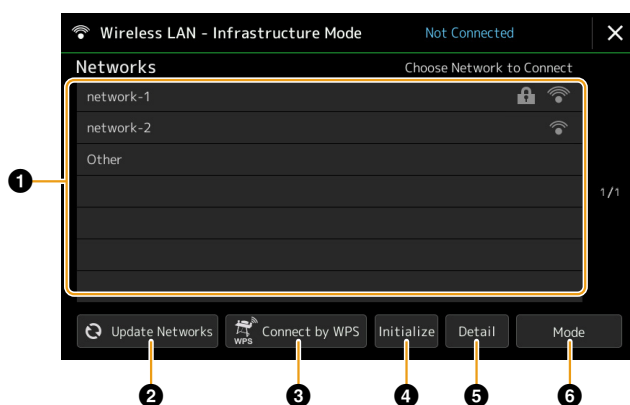 Wireless LAN - Infrastructure Mode Not Connected
Networks Choose Network to Connect
network-1
network-2
Other
1
1/1
Update Networks WPS Connect by WPS Initialize Detail Mode
2 3 4 5 6